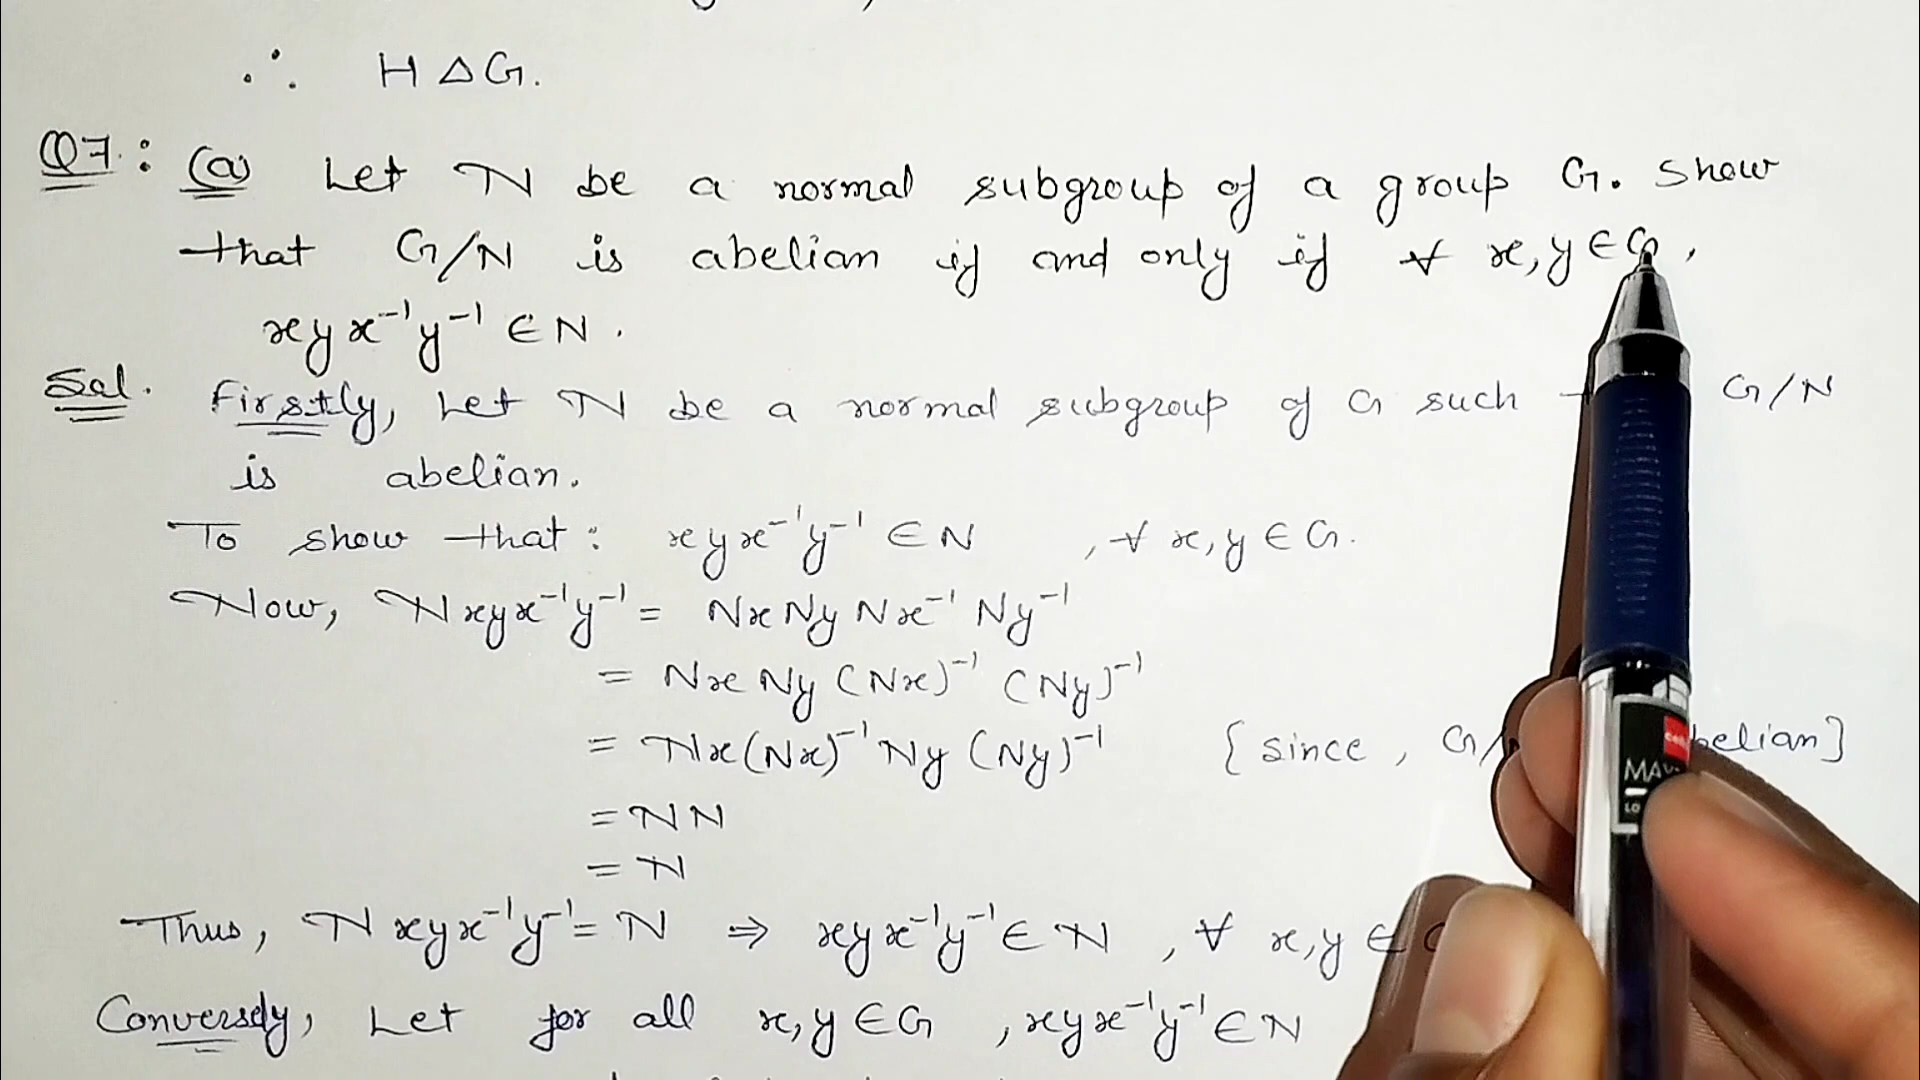 ∴ H Δ G.
Q7: (a) Let N be a normal subgroup of a group G. Show
that G/N is abelian if and only if ∀ x, y ∈ G,
xyx⁻¹y⁻¹ ∈ N.
Sol. Firstly, Let N be a normal subgroup of G such G/N
is abelian.
To show that: xyx⁻¹y⁻¹ ∈ N , ∀ x, y ∈ G.
Now, Nxyx⁻¹y⁻¹ = Nx Ny Nx⁻¹ Ny⁻¹
= Nx Ny (Nx)⁻¹ (Ny)⁻¹
= Nx (Nx)⁻¹ Ny (Ny)⁻¹ {since, G/ belian}
= NN
= N
Thus, Nxyx⁻¹y⁻¹ = N ⇒ xyx⁻¹y⁻¹ ∈ N , ∀ x, y ∈
Conversely, Let for all x, y ∈ G , xyx⁻¹y⁻¹ ∈ N